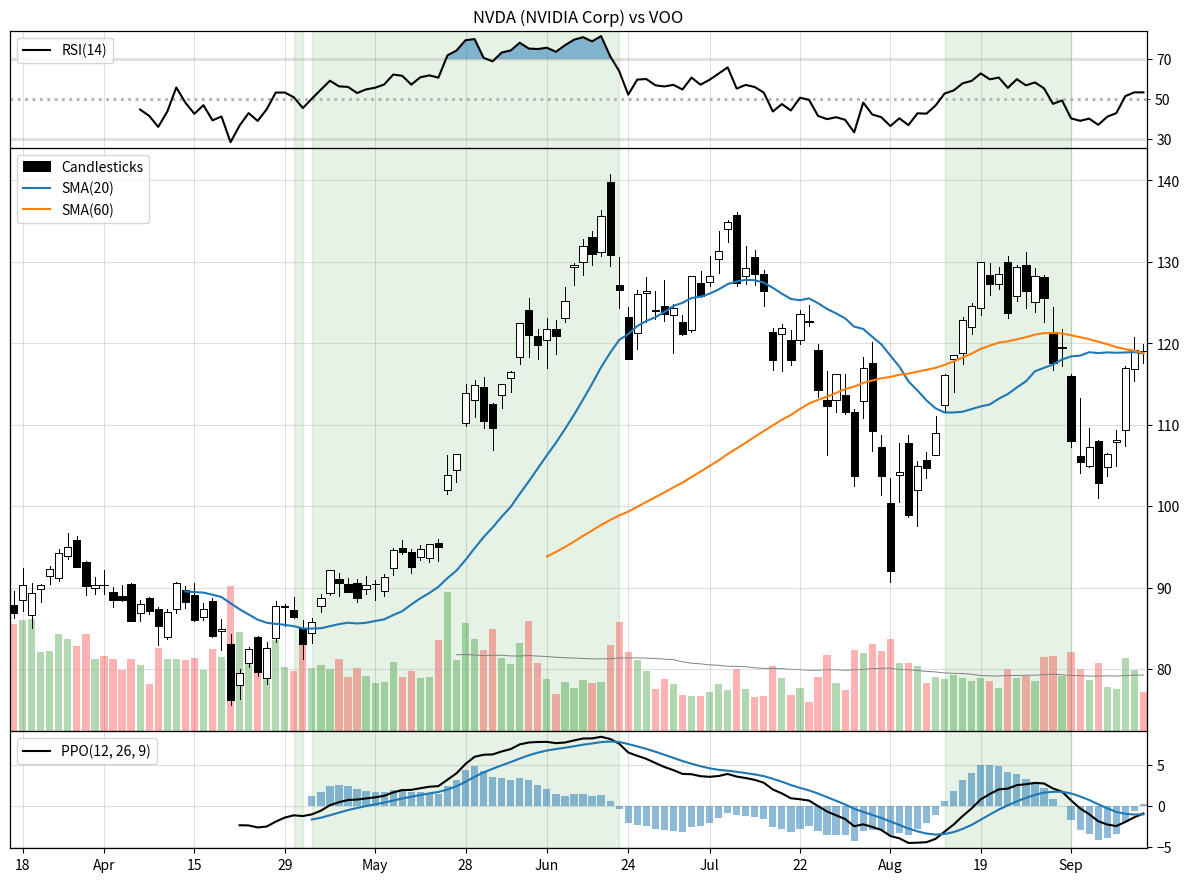 NVDA (NVIDIA Corp) vs VOO
RSI(14)
70
50
30
Candlesticks
SMA(20)
SMA(60)
140
130
120
110
100
90
80
PPO(12, 26, 9)
5
0
−5
18 Apr 15 29 May 28 Jun 24 Jul 22 Aug 19 Sep